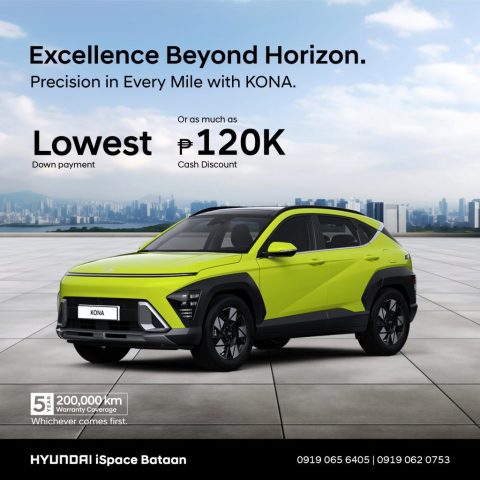 Excellence Beyond Horizon.
Precision in Every Mile with KONA.
Lowest
Down payment
Or as much as
₱120K
Cash Discount
KONA
5 YEAR
200,000 km
Warranty Coverage
Whichever comes first.
HYUNDAI iSpace Bataan
0919 065 6405 | 0919 062 0753